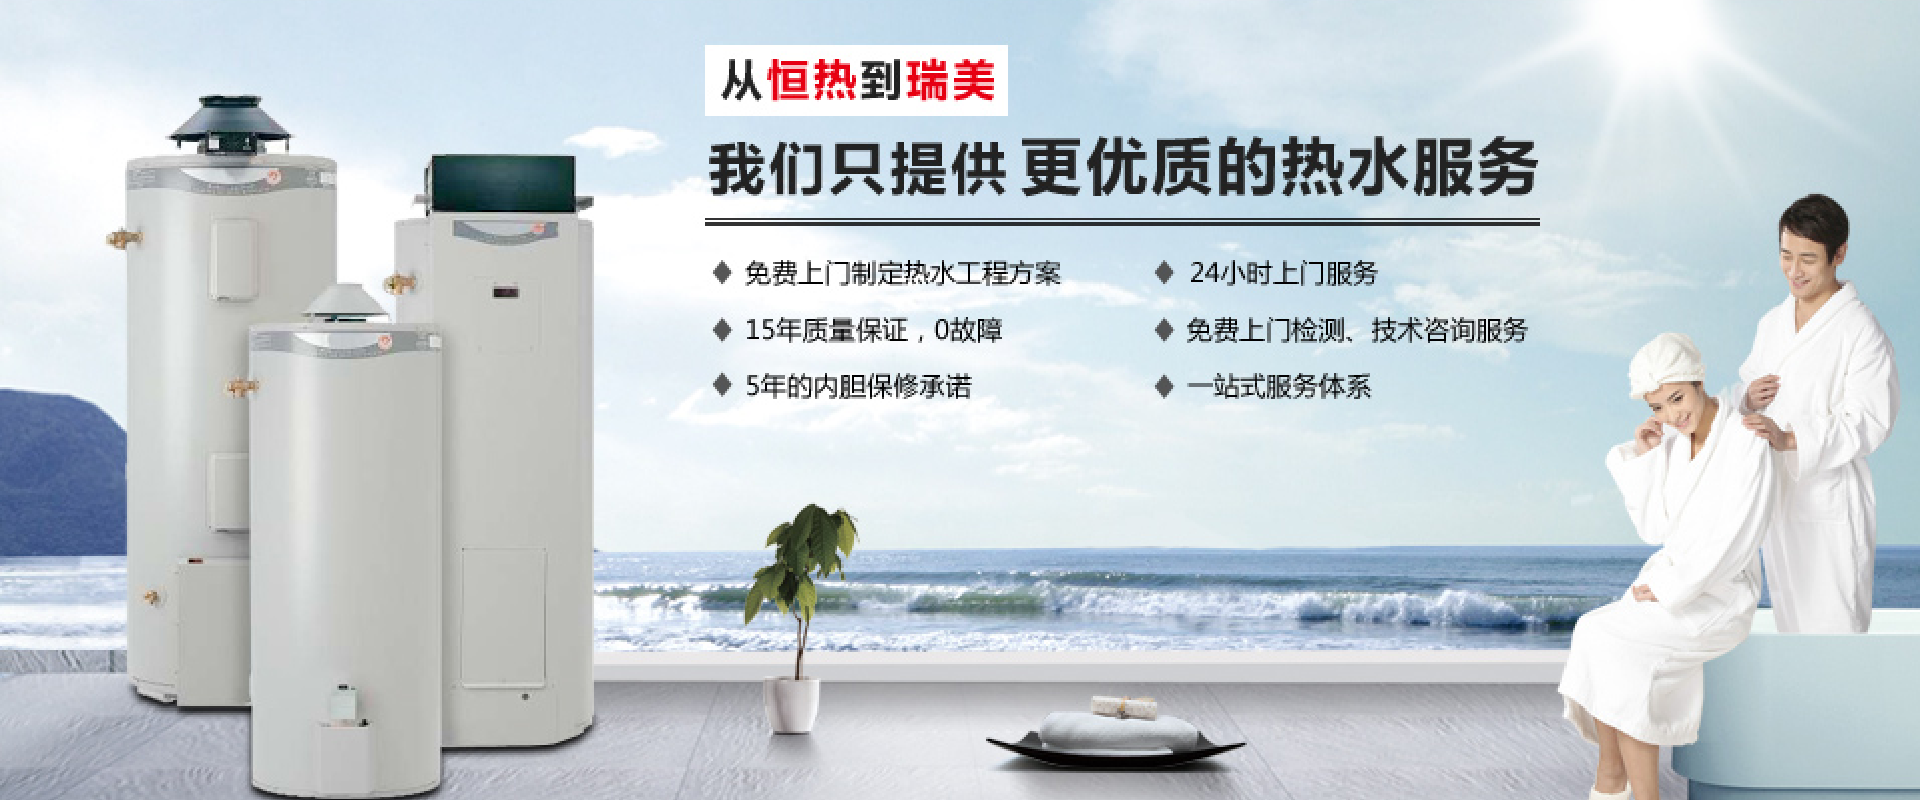 从恒热到瑞美
我们只提供更优质的热水服务
免费上门制定热水工程方案
24小时上门服务
15年质量保证，0故障
免费上门检测、技术咨询服务
5年的内胆保修承诺
一站式服务体系